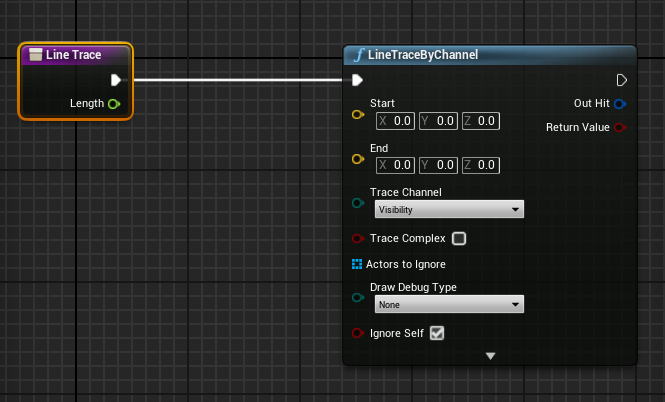 Line Trace
Length
f LineTraceByChannel
Start
X 0.0 Y 0.0 Z 0.0
Out Hit
Return Value
End
X 0.0 Y 0.0 Z 0.0
Trace Channel
Visibility
Trace Complex
Actors to Ignore
Draw Debug Type
None
Ignore Self